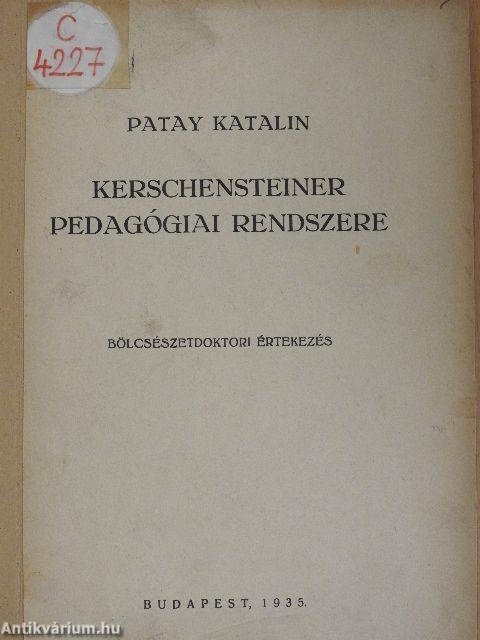 C
4227
PATAY KATALIN
KERSCHENSTEINER
PEDAGÓGIAI RENDSZERE
BÖLCSÉSZETDOKTORI ÉRTEKEZÉS
BUDAPEST, 1935.
Antikvárium.hu